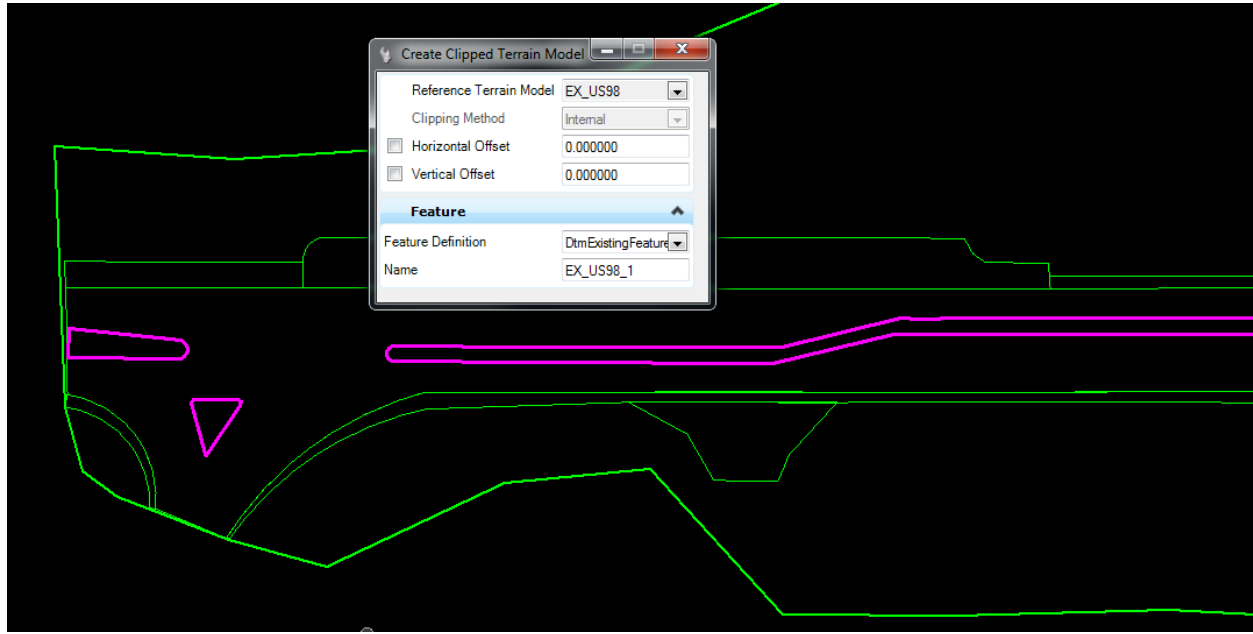 Create Clipped Terrain Model
Reference Terrain Model EX_US98
Clipping Method Internal
Horizontal Offset 0.000000
Vertical Offset 0.000000
Feature
Feature Definition DtmExistingFeature
Name EX_US98_1